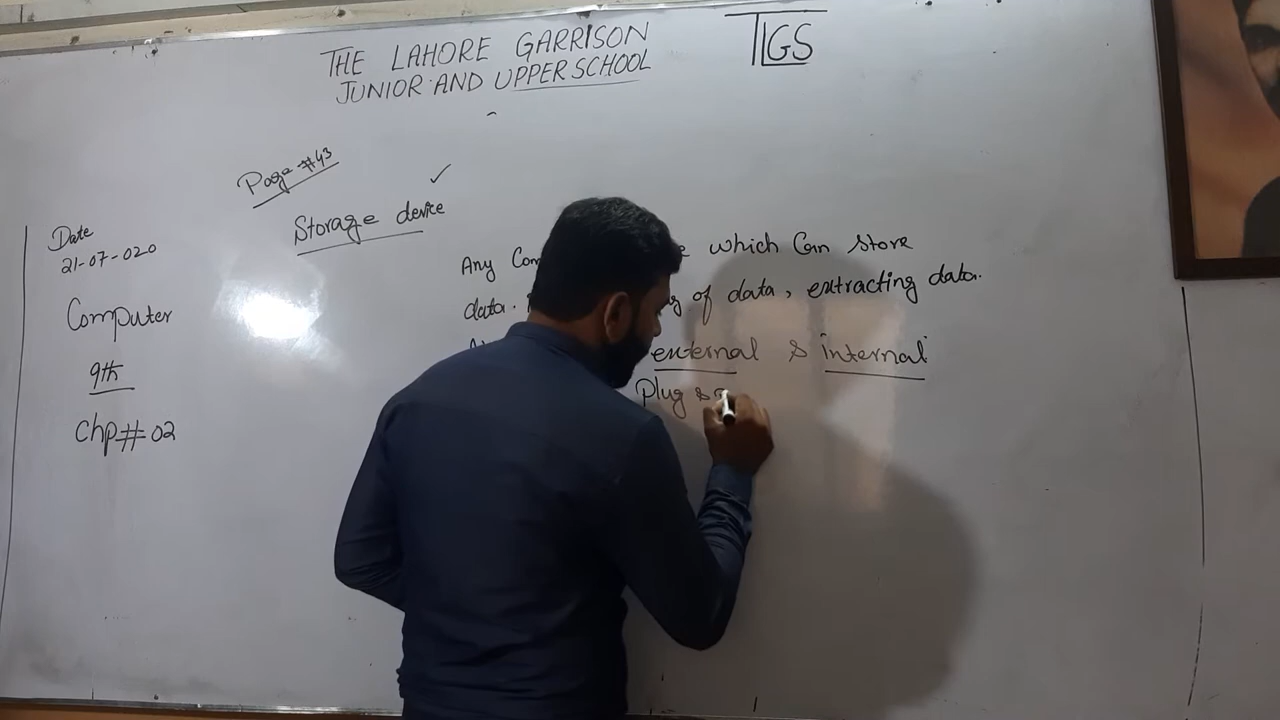 THE LAHORE GARRISON
JUNIOR AND UPPER SCHOOL
TLGS
Page #43
Storage device
Date
21-07-020
Computer
9th
Chp# 02
Any which Can store
data. of data, extracting data.
external & internal
Plug &